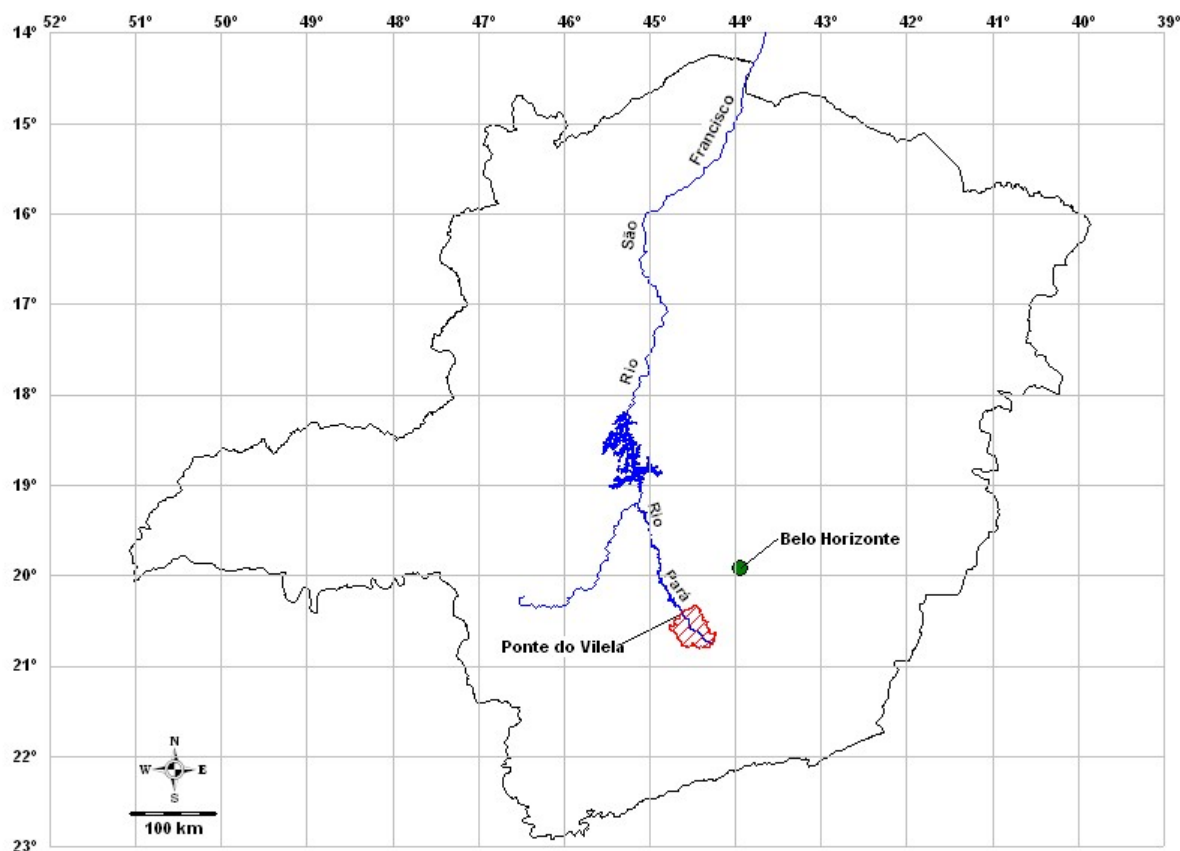 52 51° 50° 49° 48° 47° 46° 45° 44° 43° 42° 41° 40° 39°
14°
15°
16°
17°
18°
19°
20°
21°
22°
23°
Francisco
São
Rio
Rio
Pará
Belo Horizonte
Ponte do Vilela
N
W E
S
100 km